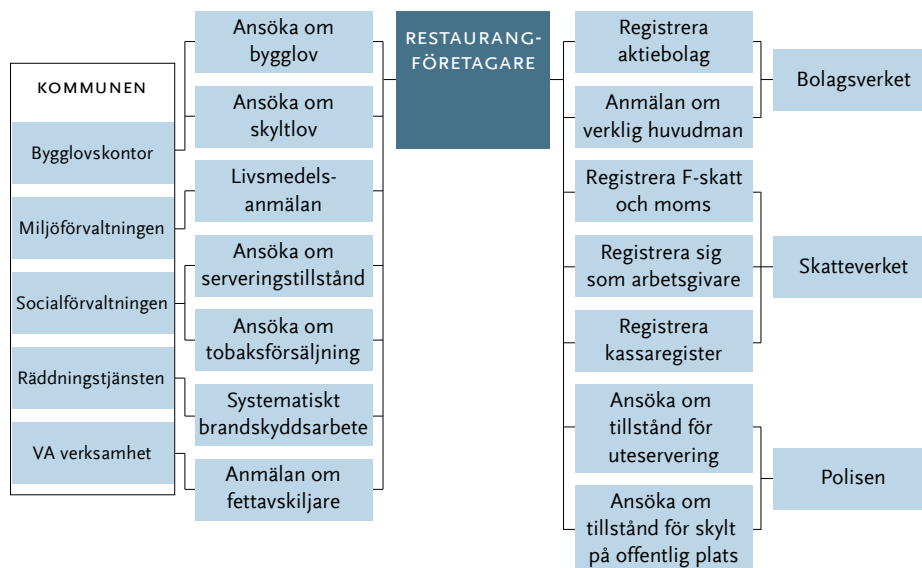 KOMMUNEN
Bygglovskontor
Miljöförvaltningen
Socialförvaltningen
Räddningstjänsten
VA verksamhet
Ansöka om
bygglov
Ansöka om
skyltlov
Livsmedels-
anmälan
Ansöka om
serveringstillstånd
Ansöka om
tobaksförsäljning
Systematiskt
brandskyddsarbete
Anmälan om
fettavskiljare
RESTAURANG-
FÖRETAGARE
Registrera
aktiebolag
Anmälan om
verklig huvudman
Registrera F-skatt
och moms
Registrera sig
som arbetsgivare
Registrera
kassaregister
Ansöka om
tillstånd för
uteservering
Ansöka om
tillstånd för skylt
på offentlig plats
Bolagsverket
Skatteverket
Polisen